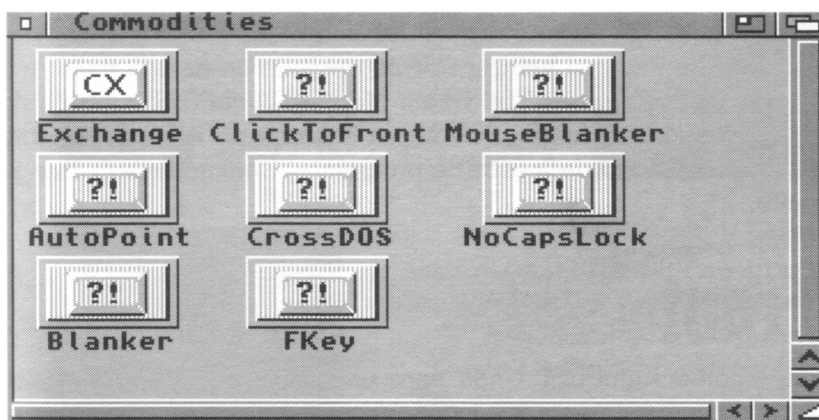 Commodities
CX ?! ?!
Exchange ClickToFront MouseBlanker
?! ?! ?!
AutoPoint CrossDOS NoCapsLock
?! ?!
Blanker FKey